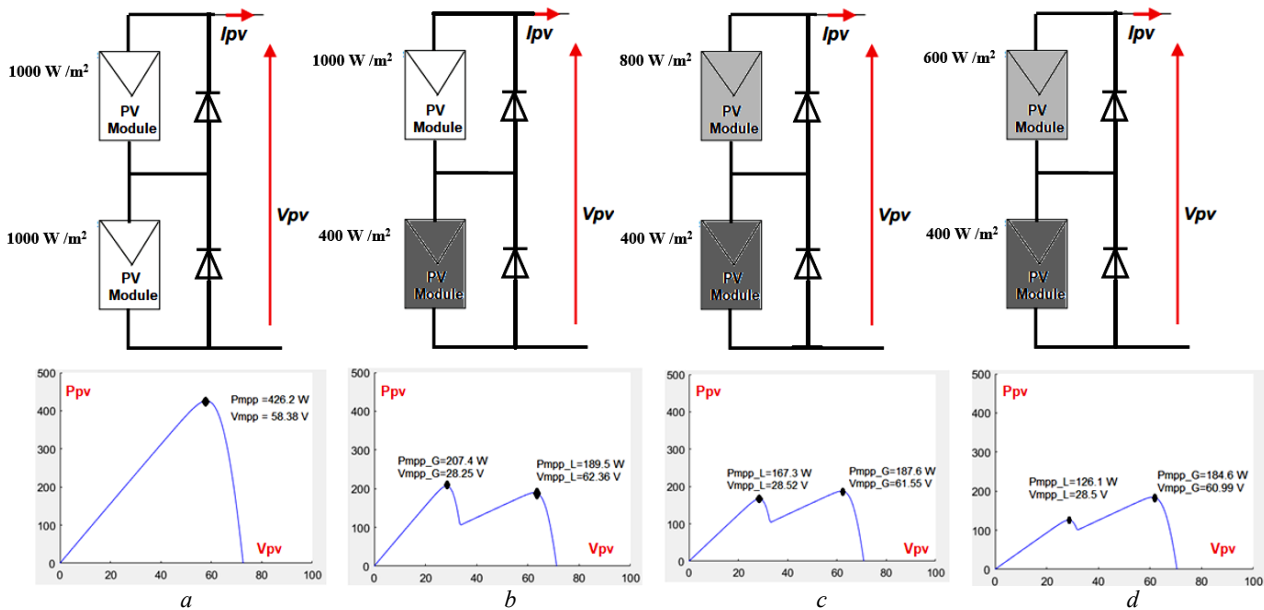 Ipv
1000 W /m²
PV
Module
Vpv
1000 W /m²
PV
Module
Ipv
1000 W /m²
PV
Module
Vpv
400 W /m²
PV
Module
Ipv
800 W /m²
PV
Module
Vpv
400 W /m²
PV
Module
Ipv
600 W /m²
PV
Module
Vpv
400 W /m²
PV
Module
500
400
300
200
100
0
Ppv
Pmpp =426.2 W
Vmpp = 58.38 V
Vpv
0 20 40 60 80 100
a
500
400
300
200
100
0
Ppv
Pmpp_G=207.4 W
Vmpp_G=28.25 V
Pmpp_L=189.5 W
Vmpp_L=62.36 V
Vpv
0 20 40 60 80 100
b
500
400
300
200
100
0
Ppv
Pmpp_L=167.3 W
Vmpp_L=28.52 V
Pmpp_G=187.6 W
Vmpp_G=61.55 V
Vpv
0 20 40 60 80 100
c
500
400
300
200
100
0
Ppv
Pmpp_L=126.1 W
Vmpp_L=28.5 V
Pmpp_G=184.6 W
Vmpp_G=60.99 V
Vpv
0 20 40 60 80 100
d